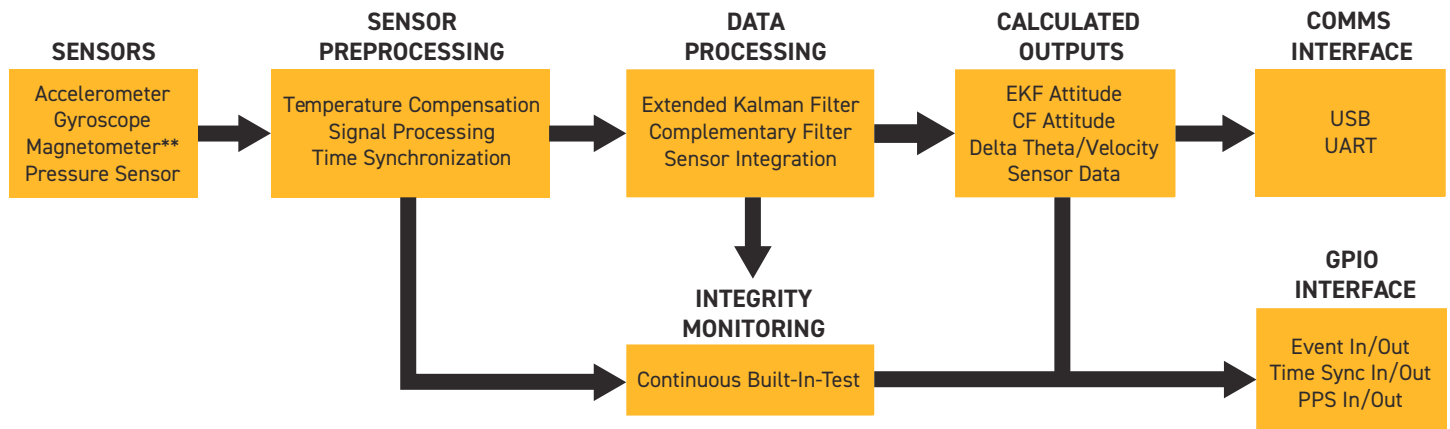 SENSORS
Accelerometer
Gyroscope
Magnetometer**
Pressure Sensor
SENSOR
PREPROCESSING
Temperature Compensation
Signal Processing
Time Synchronization
DATA
PROCESSING
Extended Kalman Filter
Complementary Filter
Sensor Integration
CALCULATED
OUTPUTS
EKF Attitude
CF Attitude
Delta Theta/Velocity
Sensor Data
COMMS
INTERFACE
USB
UART
INTEGRITY
MONITORING
Continuous Built-In-Test
GPIO
INTERFACE
Event In/Out
Time Sync In/Out
PPS In/Out